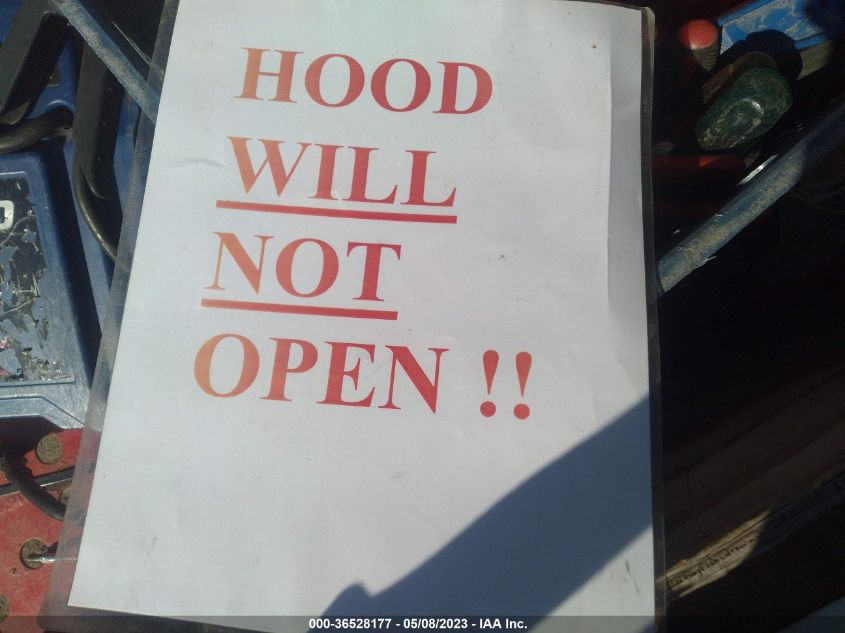 HOOD
WILL
NOT
OPEN !!
000-36528177 - 05/08/2023 - IAA Inc.